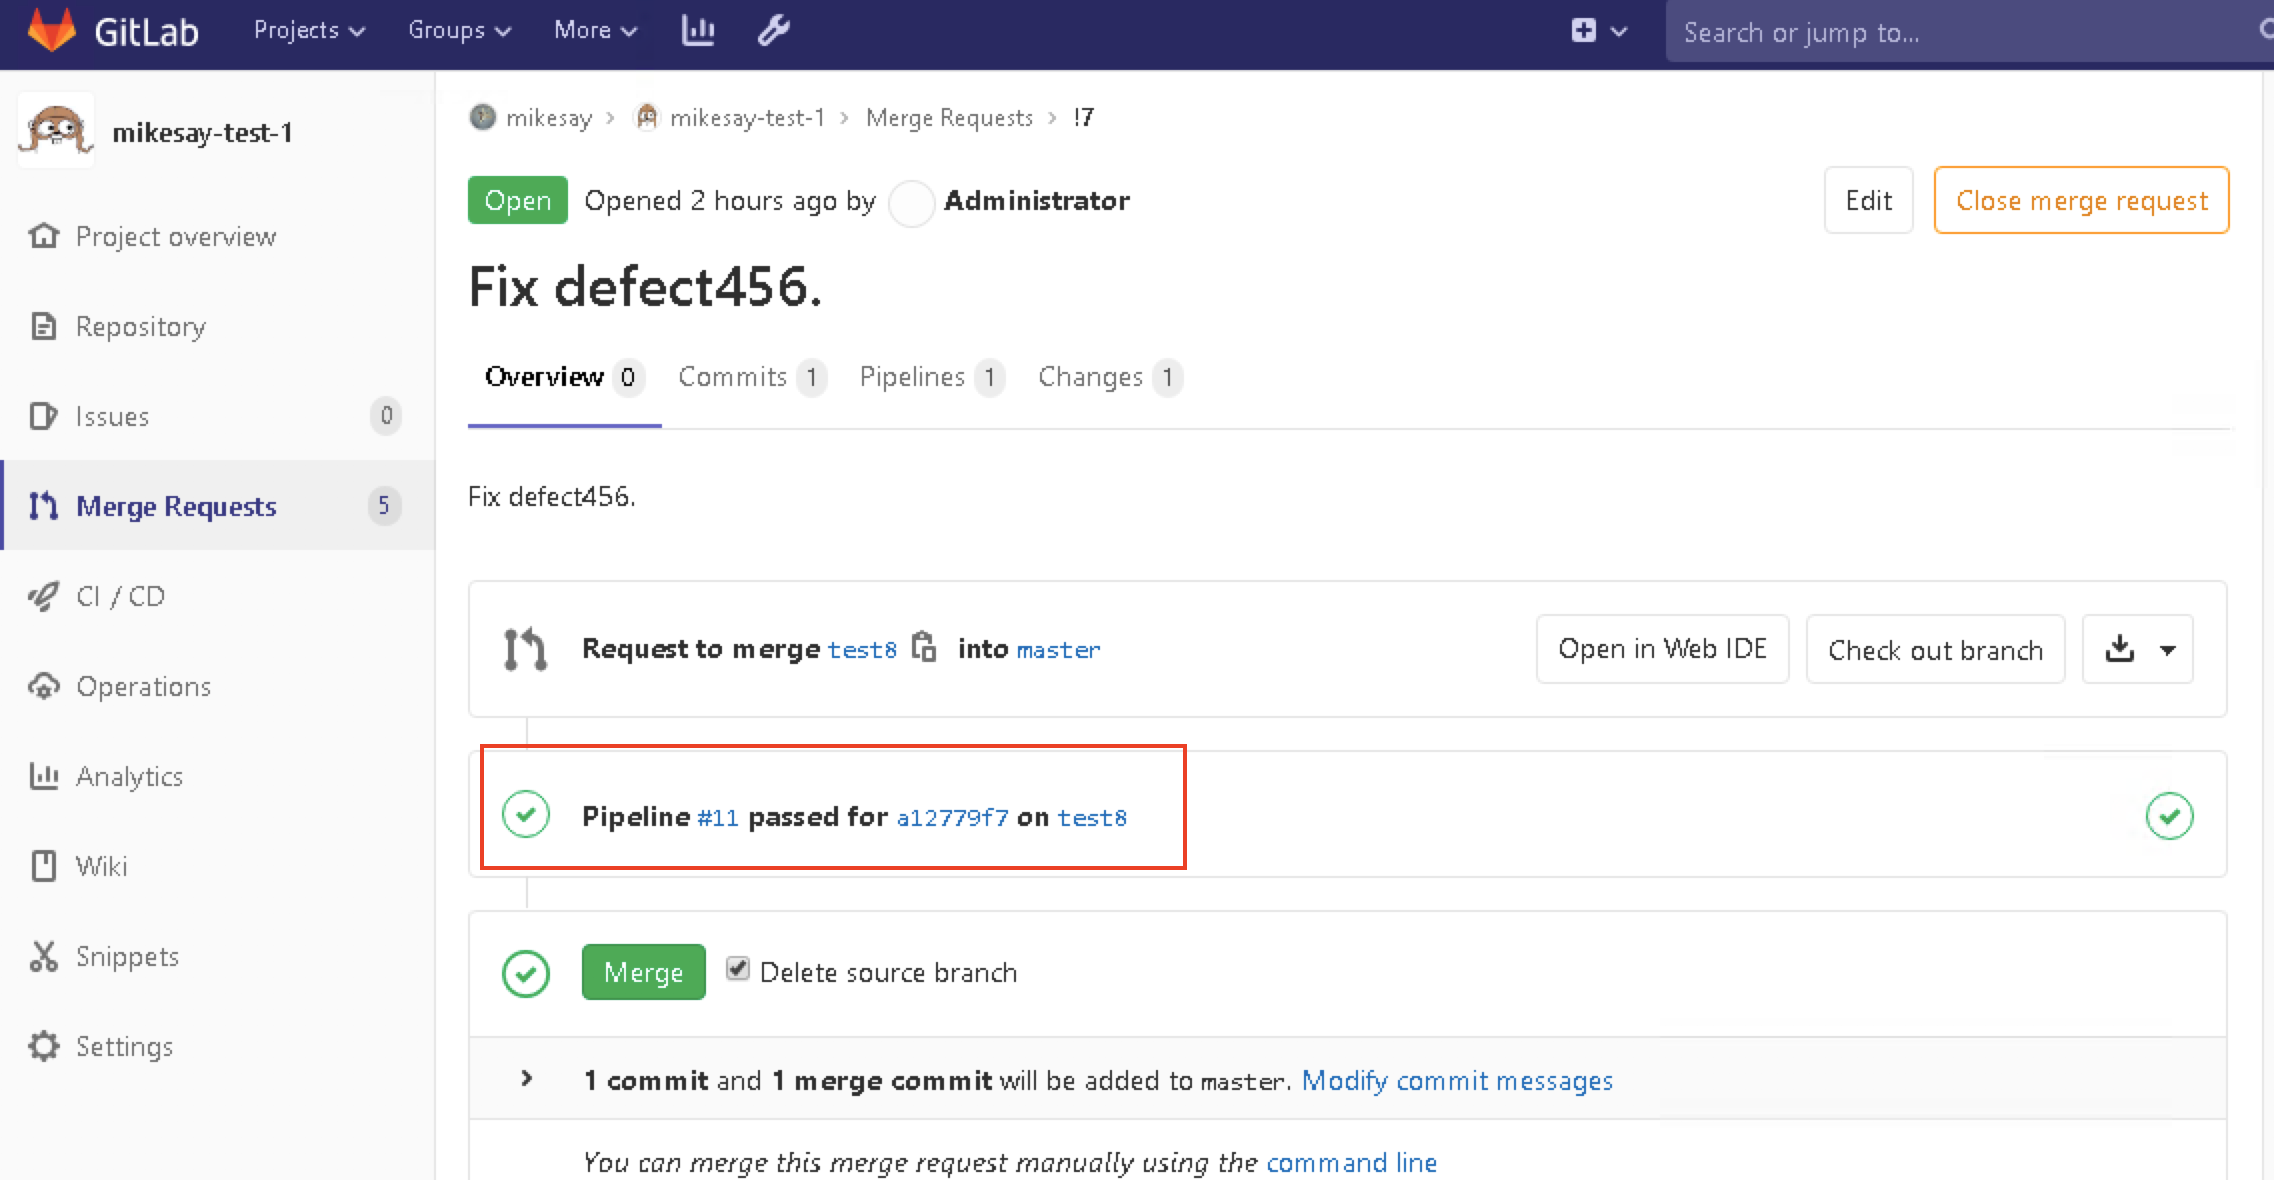 GitLab Projects Groups More Search or jump to...
mikesay-test-1
Project overview
Repository
Issues 0
Merge Requests 5
CI / CD
Operations
Analytics
Wiki
Snippets
Settings
mikesay > mikesay-test-1 > Merge Requests > !7
Open Opened 2 hours ago by Administrator Edit Close merge request
Fix defect456.
Overview 0 Commits 1 Pipelines 1 Changes 1
Fix defect456.
Request to merge test8 into master Open in Web IDE Check out branch
Pipeline #11 passed for a12779f7 on test8
Merge Delete source branch
1 commit and 1 merge commit will be added to master. Modify commit messages
You can merge this merge request manually using the command line